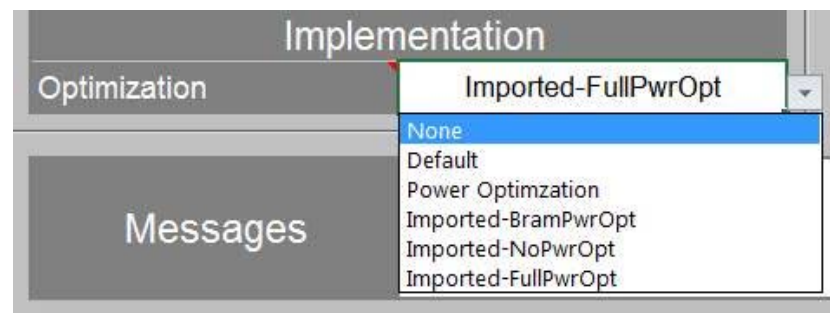 Implementation
Optimization Imported-FullPwrOpt
None
Default
Power Optimzation
Imported-BramPwrOpt
Imported-NoPwrOpt
Imported-FullPwrOpt
Messages